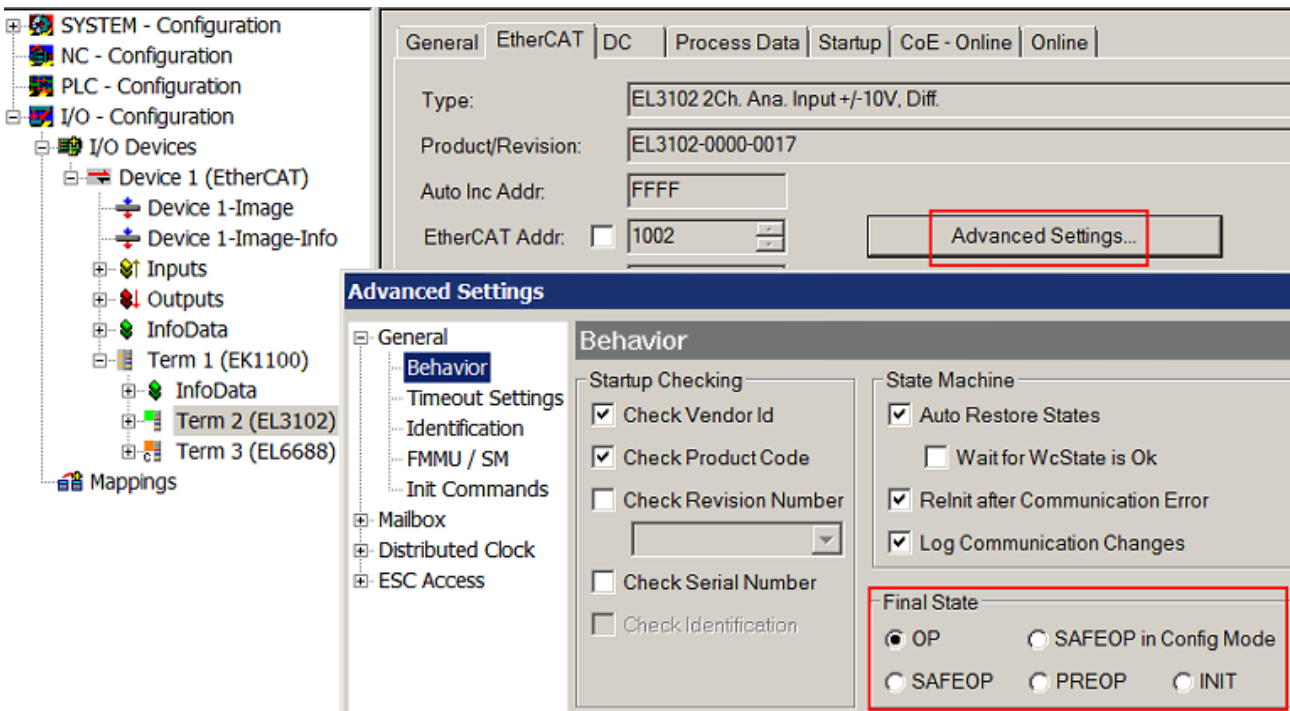 SYSTEM - Configuration
NC - Configuration
PLC - Configuration
I/O - Configuration
I/O Devices
Device 1 (EtherCAT)
Device 1-Image
Device 1-Image-Info
Inputs
Outputs
InfoData
Term 1 (EK1100)
InfoData
Term 2 (EL3102)
Term 3 (EL6688)
Mappings
General EtherCAT DC Process Data Startup CoE - Online Online
Type: EL3102 2Ch. Ana. Input +/-10V, Diff.
Product/Revision: EL3102-0000-0017
Auto Inc Addr: FFFF
EtherCAT Addr: 1002 Advanced Settings...
Advanced Settings
General
Behavior
Timeout Settings
Identification
FMMU / SM
Init Commands
Mailbox
Distributed Clock
ESC Access
Behavior
Startup Checking
Check Vendor Id
Check Product Code
Check Revision Number
Check Serial Number
Check Identification
State Machine
Auto Restore States
Wait for WcState is Ok
ReInit after Communication Error
Log Communication Changes
Final State
OP SAFEOP in Config Mode
SAFEOP PREOP INIT